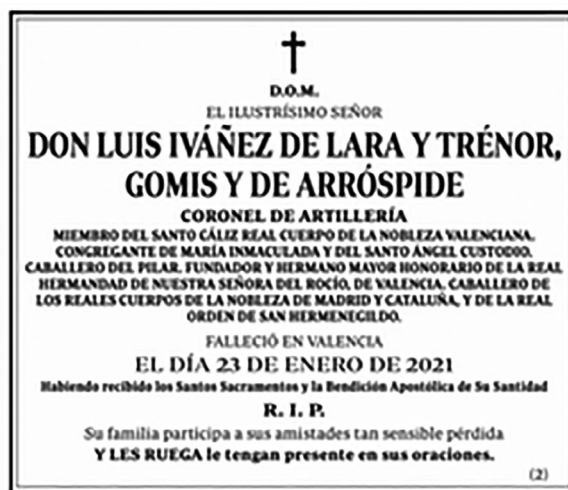 D.O.M.
EL ILUSTRÍSIMO SEÑOR
DON LUIS IVÁÑEZ DE LARA Y TRÉNOR,
GOMIS Y DE ARRÓSPIDE
CORONEL DE ARTILLERÍA
MIEMBRO DEL SANTO CÁLIZ REAL CUERPO DE LA NOBLEZA VALENCIANA.
CONGREGANTE DE MARÍA INMACULADA Y DEL SANTO ÁNGEL CUSTODIO.
CABALLERO DEL PILAR. FUNDADOR Y HERMANO MAYOR HONORARIO DE LA REAL
HERMANDAD DE NUESTRA SEÑORA DEL ROCÍO, DE VALENCIA. CABALLERO DE
LOS REALES CUERPOS DE LA NOBLEZA DE MADRID Y CATALUÑA, Y DE LA REAL
ORDEN DE SAN HERMENEGILDO.
FALLECIÓ EN VALENCIA
EL DÍA 23 DE ENERO DE 2021
Habiendo recibido los Santos Sacramentos y la Bendición Apostólica de Su Santidad
R. I. P.
Su familia participa a sus amistades tan sensible pérdida
Y LES RUEGA le tengan presente en sus oraciones.
(2)